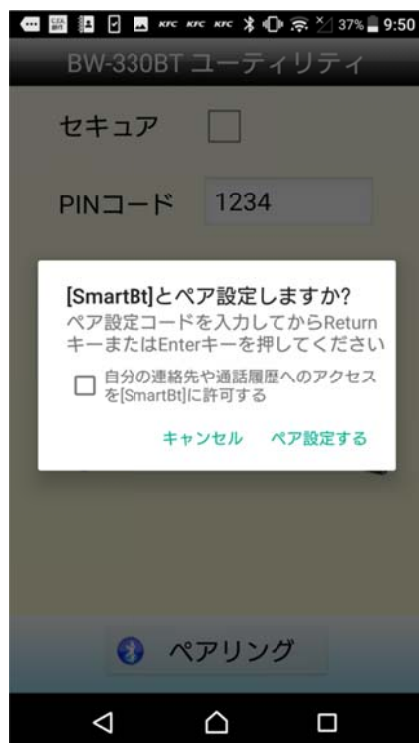 KFC KFC KFC 37% 9:50
BW-330BT ユーティリティ
セキュア
PINコード 1234
[SmartBt]とペア設定しますか?
ペア設定コードを入力してからReturn
キーまたはEnterキーを押してください
自分の連絡先や通話履歴へのアクセス
を[SmartBt]に許可する
キャンセル ペア設定する
ペアリング